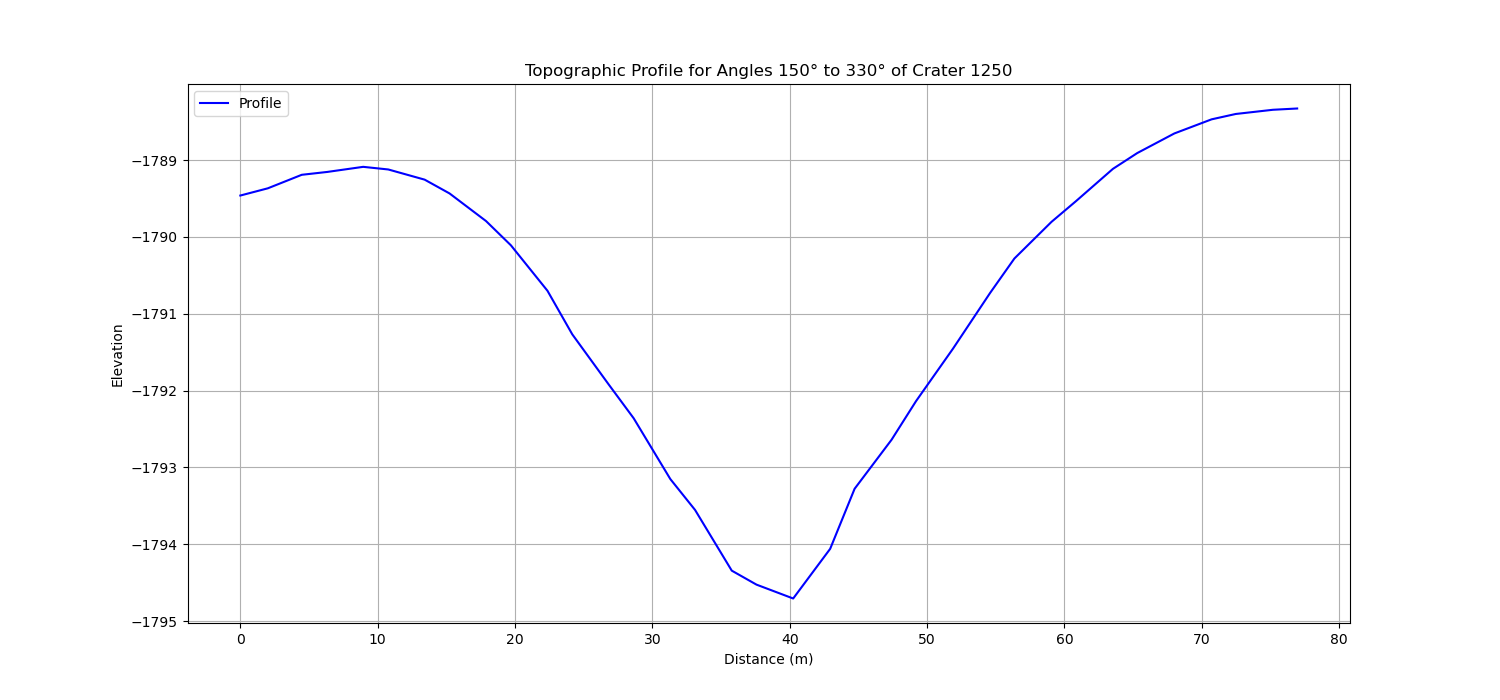 Topographic Profile for Angles 150° to 330° of Crater 1250
Profile
−1789
−1790
−1791
−1792
−1793
−1794
−1795
Elevation
0 10 20 30 40 50 60 70 80
Distance (m)